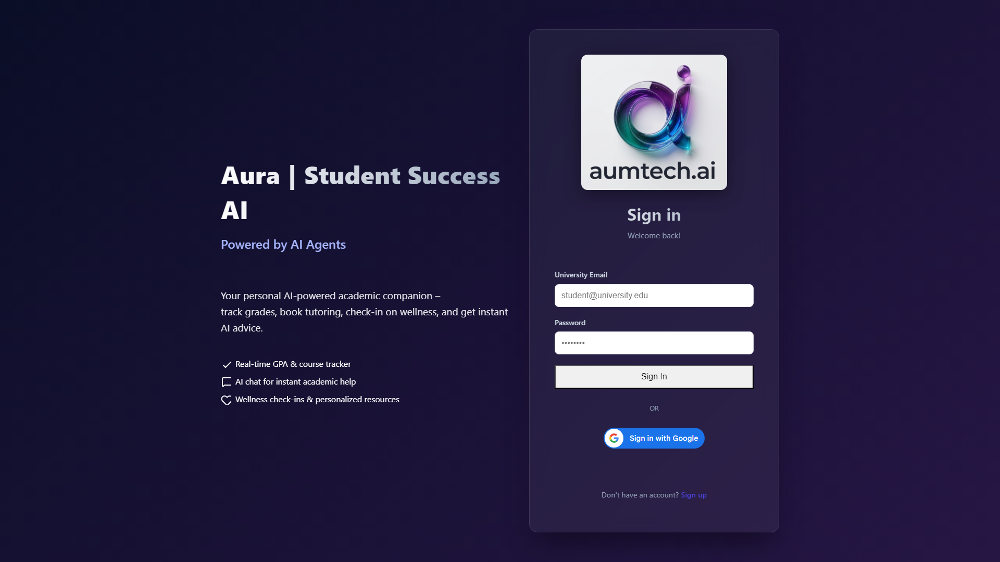 Aura | Student Success
AI
Powered by AI Agents
Your personal AI-powered academic companion –
track grades, book tutoring, check-in on wellness, and get instant
AI advice.
Real-time GPA & course tracker
AI chat for instant academic help
Wellness check-ins & personalized resources
ai
aumtech.ai
Sign in
Welcome back!
University Email
student@university.edu
Password
••••••••
Sign In
OR
Sign in with Google
Don't have an account? Sign up